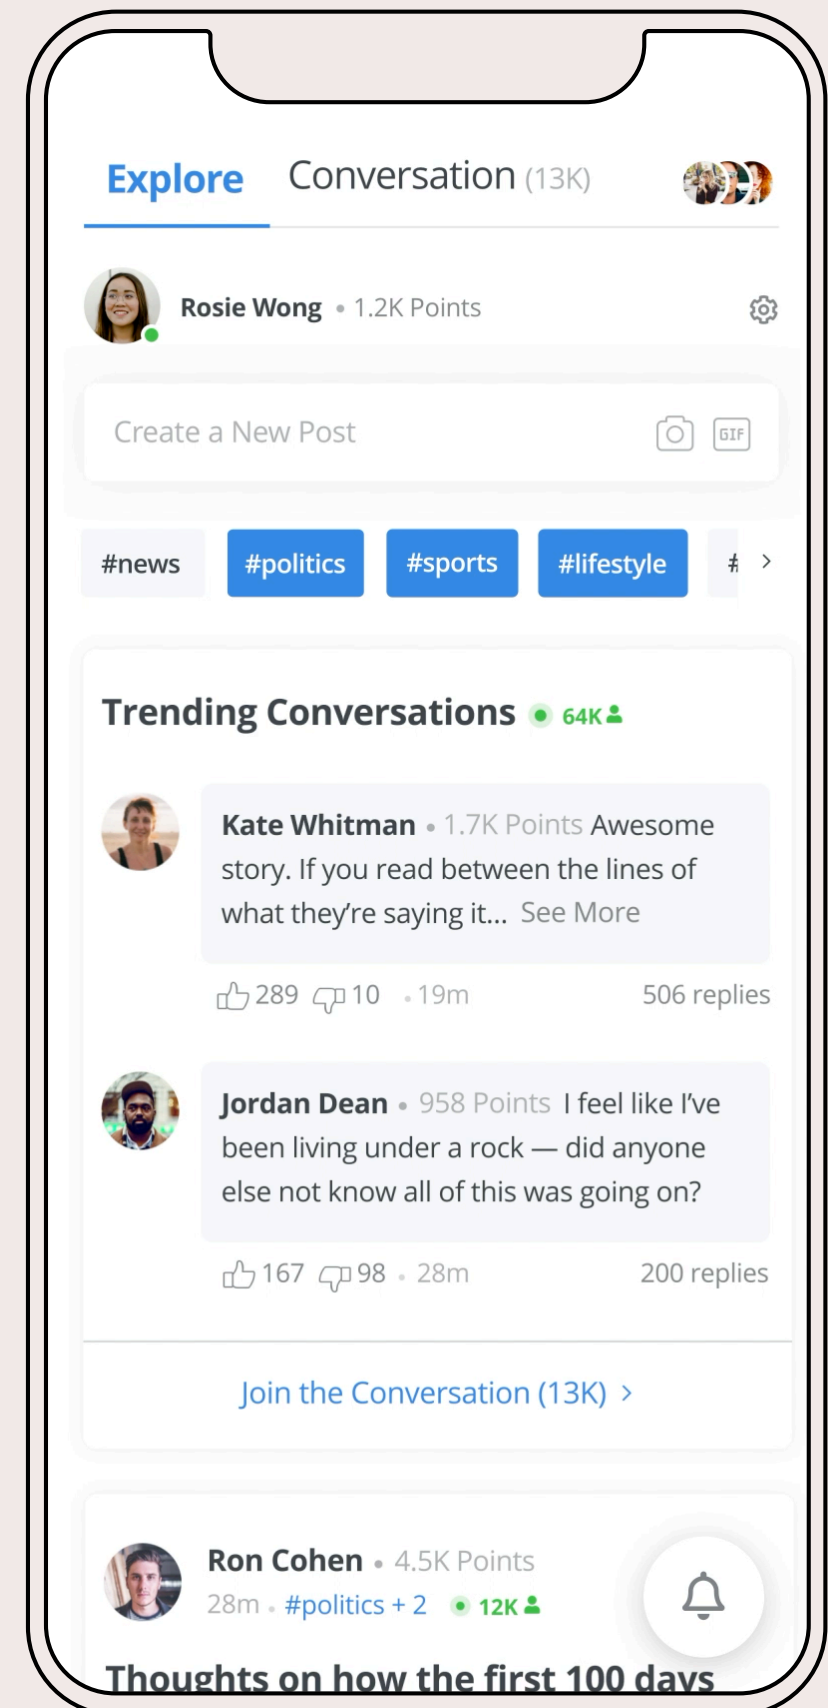 Explore Conversation (13K)
Rosie Wong • 1.2K Points
Create a New Post GIF
#news #politics #sports #lifestyle #
Trending Conversations 64K
Kate Whitman • 1.7K Points Awesome
story. If you read between the lines of
what they’re saying it... See More
289 10 • 19m 506 replies
Jordan Dean • 958 Points I feel like I’ve
been living under a rock — did anyone
else not know all of this was going on?
167 98 • 28m 200 replies
Join the Conversation (13K) >
Ron Cohen • 4.5K Points
28m • #politics + 2 12K
Thoughts on how the first 100 days